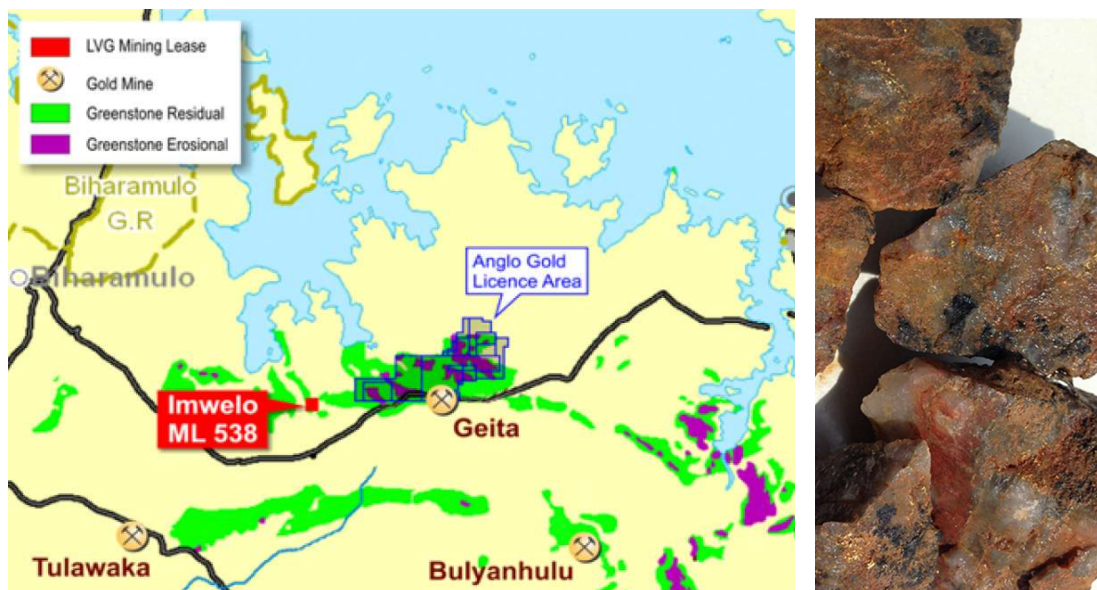 LVG Mining Lease
Gold Mine
Greenstone Residual
Greenstone Erosional
Biharamulo
G.R
Biharamulo
Anglo Gold
Licence Area
Imwelo
ML 538
Geita
Tulawaka
Bulyanhulu